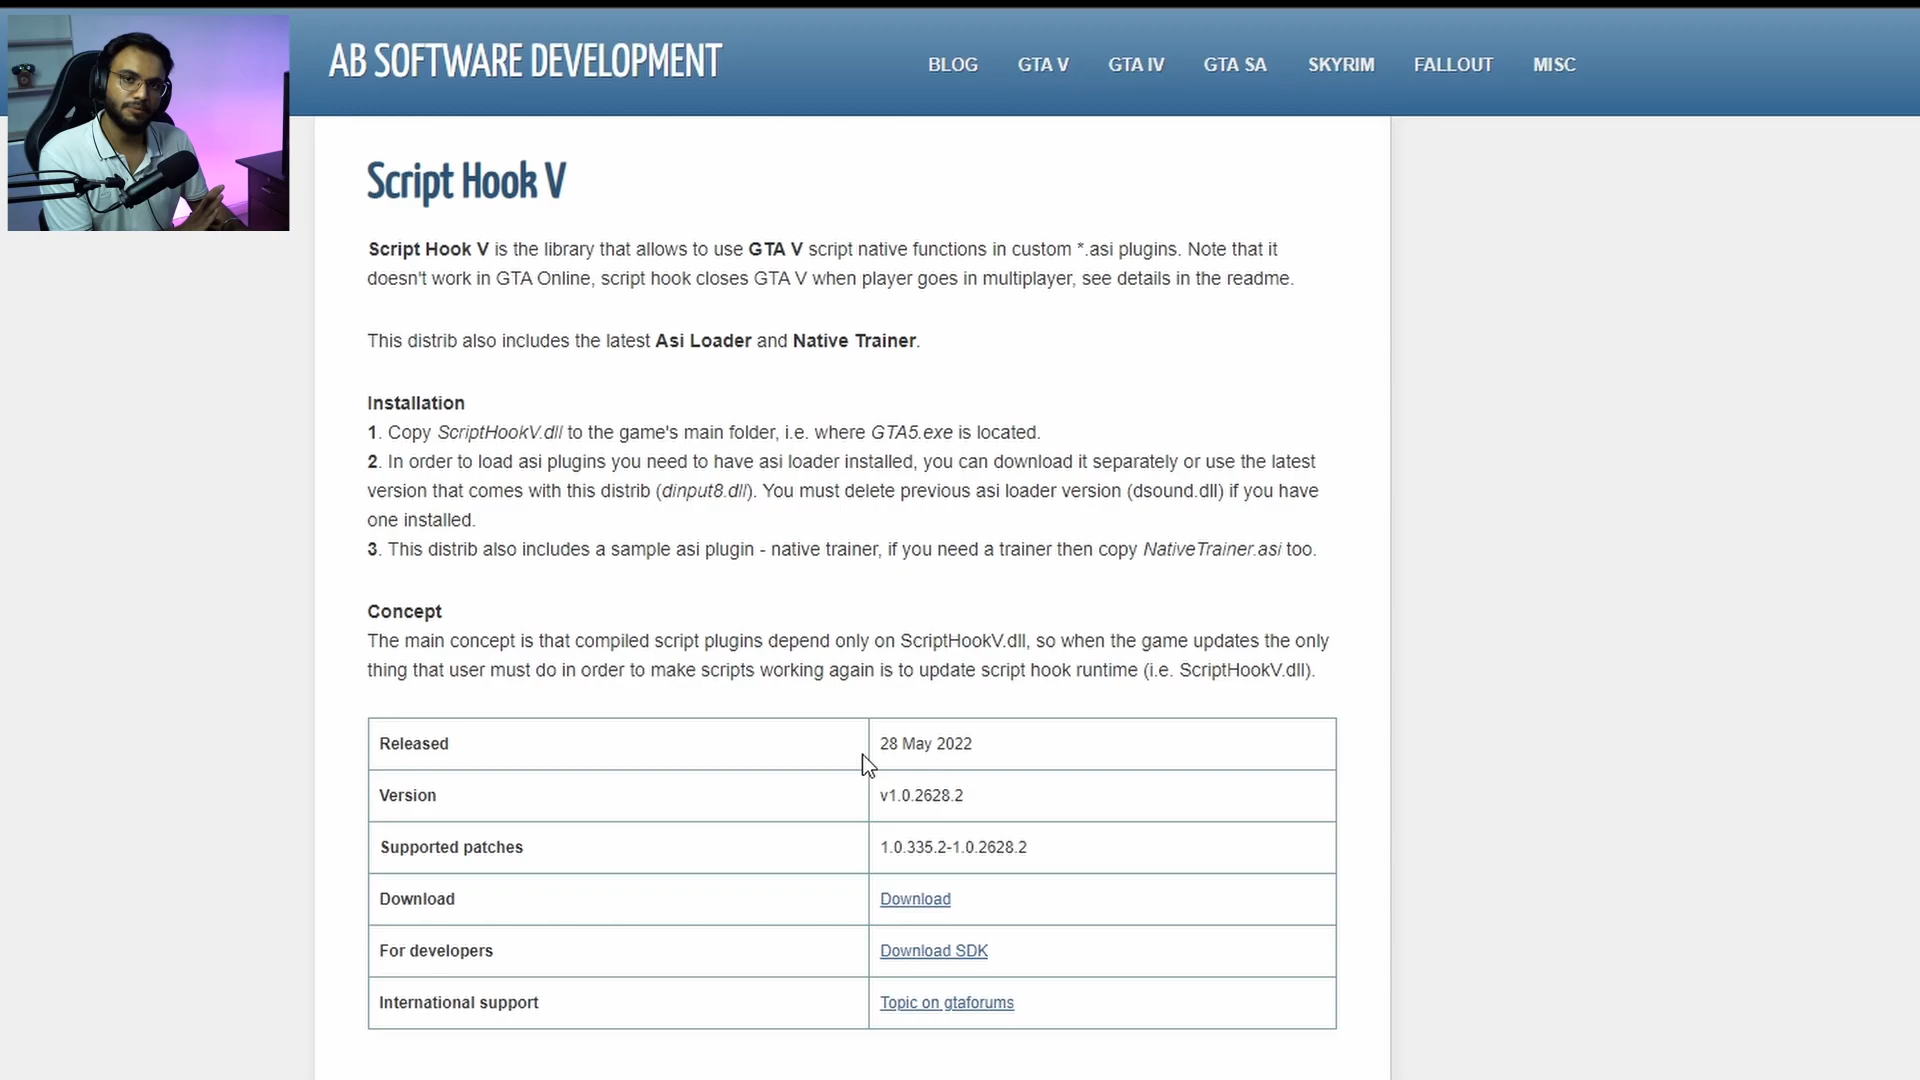 AB SOFTWARE DEVELOPMENT
BLOG GTA V GTA IV GTA SA SKYRIM FALLOUT MISC
Script Hook V
Script Hook V is the library that allows to use GTA V script native functions in custom *.asi plugins. Note that it
doesn't work in GTA Online, script hook closes GTA V when player goes in multiplayer, see details in the readme.
This distrib also includes the latest Asi Loader and Native Trainer.
Installation
1. Copy ScriptHookV.dll to the game's main folder, i.e. where GTA5.exe is located.
2. In order to load asi plugins you need to have asi loader installed, you can download it separately or use the latest
version that comes with this distrib (dinput8.dll). You must delete previous asi loader version (dsound.dll) if you have
one installed.
3. This distrib also includes a sample asi plugin - native trainer, if you need a trainer then copy NativeTrainer.asi too.
Concept
The main concept is that compiled script plugins depend only on ScriptHookV.dll, so when the game updates the only
thing that user must do in order to make scripts working again is to update script hook runtime (i.e. ScriptHookV.dll).
Released 28 May 2022
Version v1.0.2628.2
Supported patches 1.0.335.2-1.0.2628.2
Download Download
For developers Download SDK
International support Topic on gtaforums